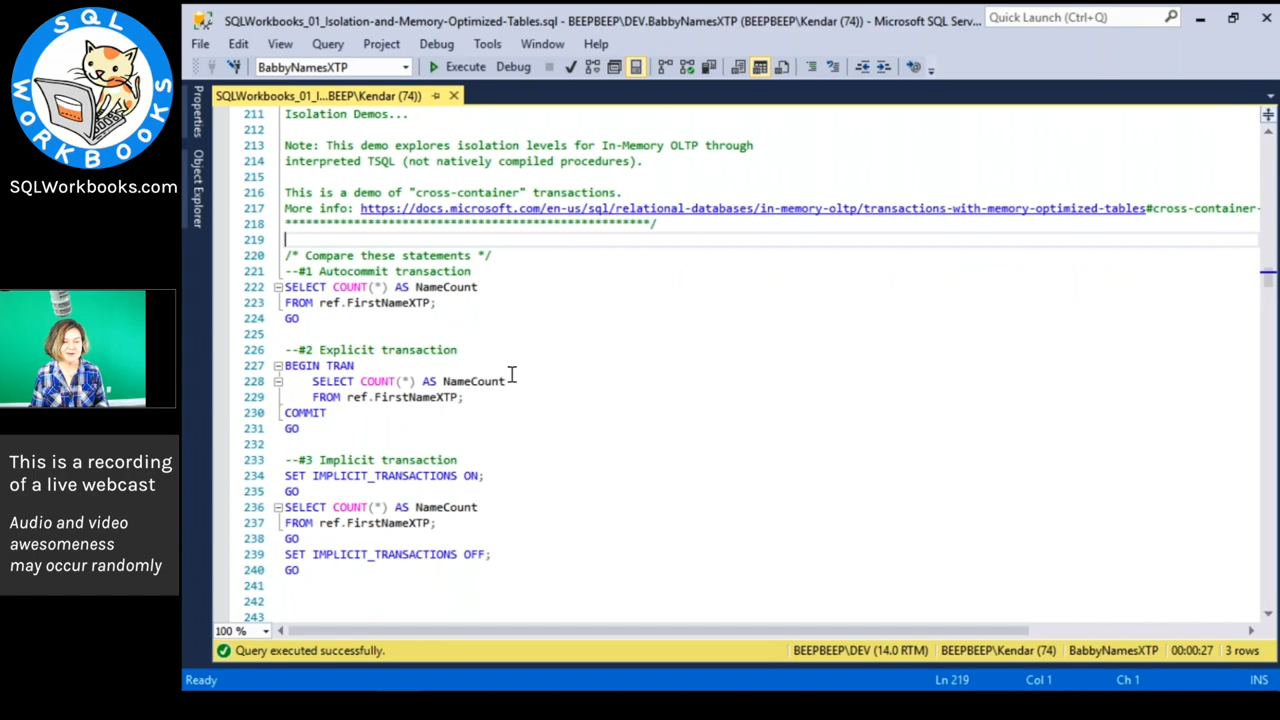 SQL
WORKBOOKS
SQLWorkbooks.com
This is a recording
of a live webcast
Audio and video
awesomeness
may occur randomly
SQLWorkbooks_01_Isolation-and-Memory-Optimized-Tables.sql - BEEPBEEP\DEV.BabbyNamesXTP (BEEPBEEP\Kendar (74)) - Microsoft SQL Serv...
Quick Launch (Ctrl+Q)
File Edit View Query Project Debug Tools Window Help
BabbyNamesXTP Execute Debug
Properties
Object Explorer
SQLWorkbooks_01_I...BEEP\Kendar (74))
211 Isolation Demos...
212
213 Note: This demo explores isolation levels for In-Memory OLTP through
214 interpreted TSQL (not natively compiled procedures).
215
216 This is a demo of "cross-container" transactions.
217 More info: https://docs.microsoft.com/en-us/sql/relational-databases/in-memory-oltp/transactions-with-memory-optimized-tables#cross-container-
218 *****************************************************/
219
220 /* Compare these statements */
221 --#1 Autocommit transaction
222 SELECT COUNT(*) AS NameCount
223 FROM ref.FirstNameXTP;
224 GO
225
226 --#2 Explicit transaction
227 BEGIN TRAN
228 SELECT COUNT(*) AS NameCount
229 FROM ref.FirstNameXTP;
230 COMMIT
231 GO
232
233 --#3 Implicit transaction
234 SET IMPLICIT_TRANSACTIONS ON;
235 GO
236 SELECT COUNT(*) AS NameCount
237 FROM ref.FirstNameXTP;
238 GO
239 SET IMPLICIT_TRANSACTIONS OFF;
240 GO
241
242
243
100 %
Query executed successfully. BEEPBEEP\DEV (14.0 RTM) BEEPBEEP\Kendar (74) BabbyNamesXTP 00:00:27 3 rows
Ready Ln 219 Col 1 Ch 1 INS